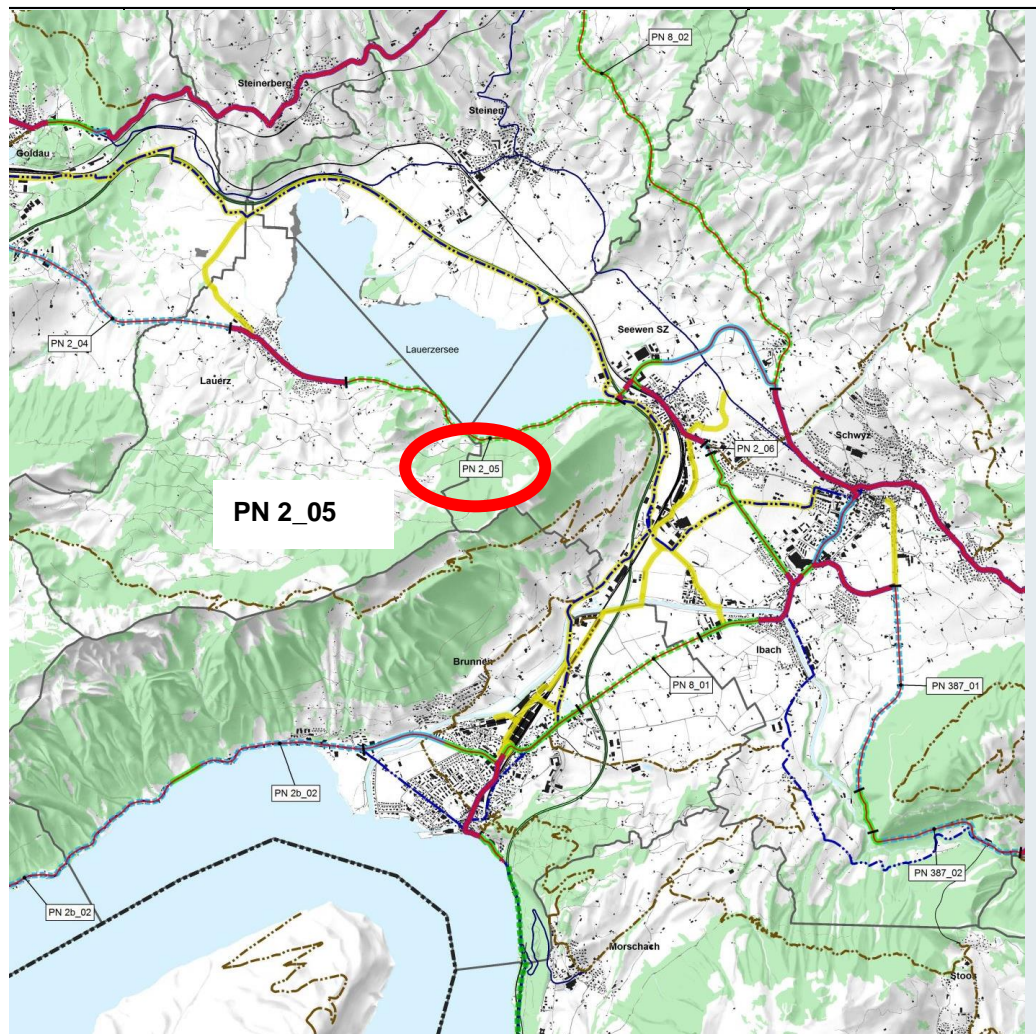 PN 8_02
Steinerberg
Steinen
Goldau
PN 2_04
Seewen SZ
Lauerzersee
Lauerz
Schwyz
PN 2_06
PN 2_05
PN 2_05
Ibach
Brunnen
PN 8_01
PN 387_01
PN 2b_02
PN 387_02
PN 2b_02
Morschach
Stoos